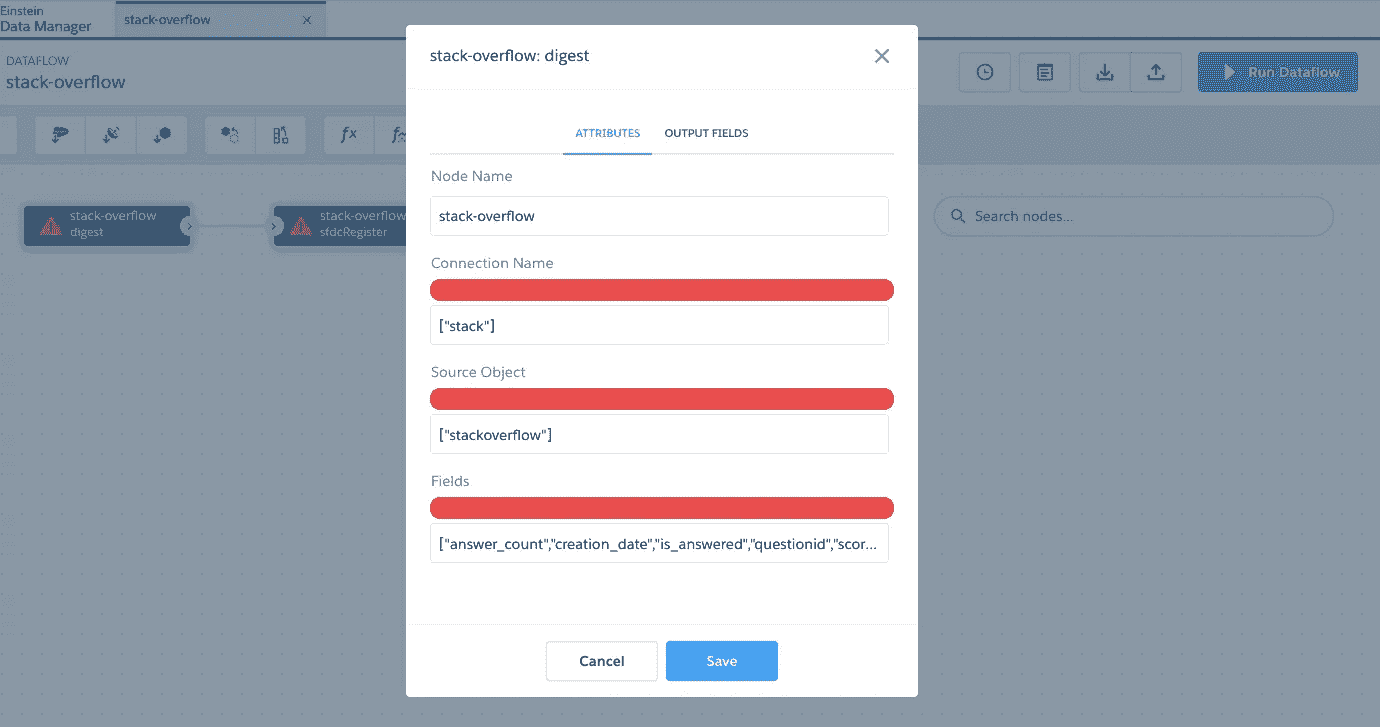 Einstein
Data Manager
stack-overflow
DATAFLOW
stack-overflow
Run Dataflow
fx
stack-overflow
digest
stack-overflow
sfdcRegister
Search nodes...
stack-overflow: digest
ATTRIBUTES
OUTPUT FIELDS
Node Name
stack-overflow
Connection Name
["stack"]
Source Object
["stackoverflow"]
Fields
["answer_count","creation_date","is_answered","questionid","scor...
Cancel
Save